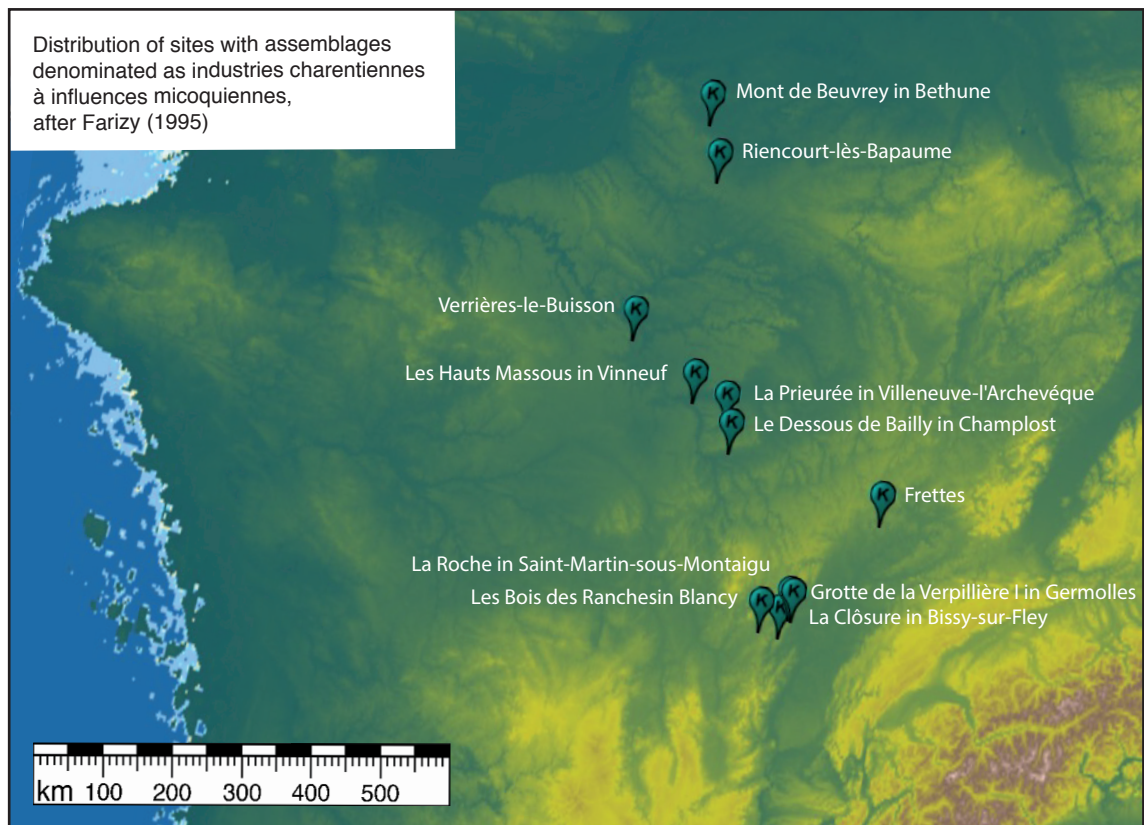 Distribution of sites with assemblages
denominated as industries charentiennes
à influences micoquiennes,
after Farizy (1995)
K Mont de Beuvrey in Bethune
K Riencourt-lès-Bapaume
Verrières-le-Buisson K
Les Hauts Massous in Vinneuf K
K La Prieurée in Villeneuve-l'Archevéque
K Le Dessous de Bailly in Champlost
K Frettes
La Roche in Saint-Martin-sous-Montaigu
K Grotte de la Verpillière I in Germolles
Les Bois des Ranchesin Blancy K
K La Clôsure in Bissy-sur-Fley
km 100 200 300 400 500